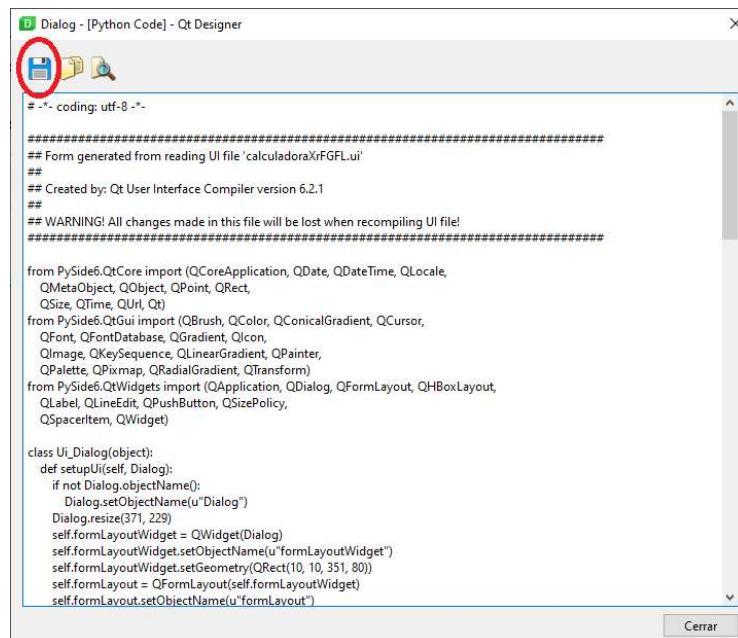 Dialog - [Python Code] - Qt Designer
# -*- coding: utf-8 -*-
################################################################################
## Form generated from reading UI file 'calculadoraXrFGFL.ui'
##
## Created by: Qt User Interface Compiler version 6.2.1
##
## WARNING! All changes made in this file will be lost when recompiling UI file!
################################################################################
from PySide6.QtCore import (QCoreApplication, QDate, QDateTime, QLocale,
QMetaObject, QObject, QPoint, QRect,
QSize, QTime, QUrl, Qt)
from PySide6.QtGui import (QBrush, QColor, QConicalGradient, QCursor,
QFont, QFontDatabase, QGradient, QIcon,
QImage, QKeySequence, QLinearGradient, QPainter,
QPalette, QPixmap, QRadialGradient, QTransform)
from PySide6.QtWidgets import (QApplication, QDialog, QFormLayout, QHBoxLayout,
QLabel, QLineEdit, QPushButton, QSizePolicy,
QSpacerItem, QWidget)
class Ui_Dialog(object):
def setupUi(self, Dialog):
if not Dialog.objectName():
Dialog.setObjectName(u"Dialog")
Dialog.resize(371, 229)
self.formLayoutWidget = QWidget(Dialog)
self.formLayoutWidget.setObjectName(u"formLayoutWidget")
self.formLayoutWidget.setGeometry(QRect(10, 10, 351, 80))
self.formLayout = QFormLayout(self.formLayoutWidget)
self.formLayout.setObjectName(u"formLayout")
Cerrar